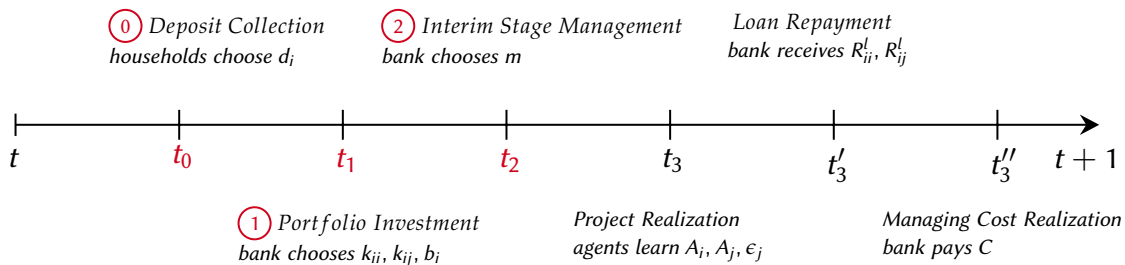 0 Deposit Collection
households choose dᵢ
2 Interim Stage Management
bank chooses m
Loan Repayment
bank receives Rˡᵢᵢ, Rˡᵢⱼ
t t₀ t₁ t₂ t₃ t₃′ t₃′′ t + 1
1 Portfolio Investment
bank chooses kᵢᵢ, kᵢⱼ, bᵢ
Project Realization
agents learn Aᵢ, Aⱼ, ϵⱼ
Managing Cost Realization
bank pays C